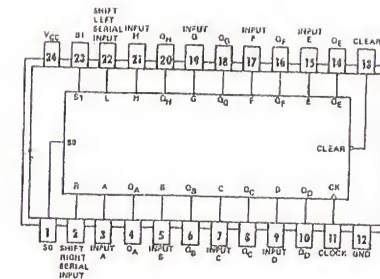 SHIFT
LEFT
SERIAL INPUT INPUT INPUT INPUT
VCC S1 INPUT H QH G QG F QF E QE CLEAR
24 23 22 21 20 19 18 17 16 15 14 13
S1 L H QH G QG F QF E QE
S0 CLEAR
R A QA B QB C QC D QD CK
1 2 3 4 5 6 7 8 9 10 11 12
S0 SHIFT INPUT QA INPUT QB INPUT QC INPUT QD CLOCK GND
RIGHT A B C D
SERIAL
INPUT